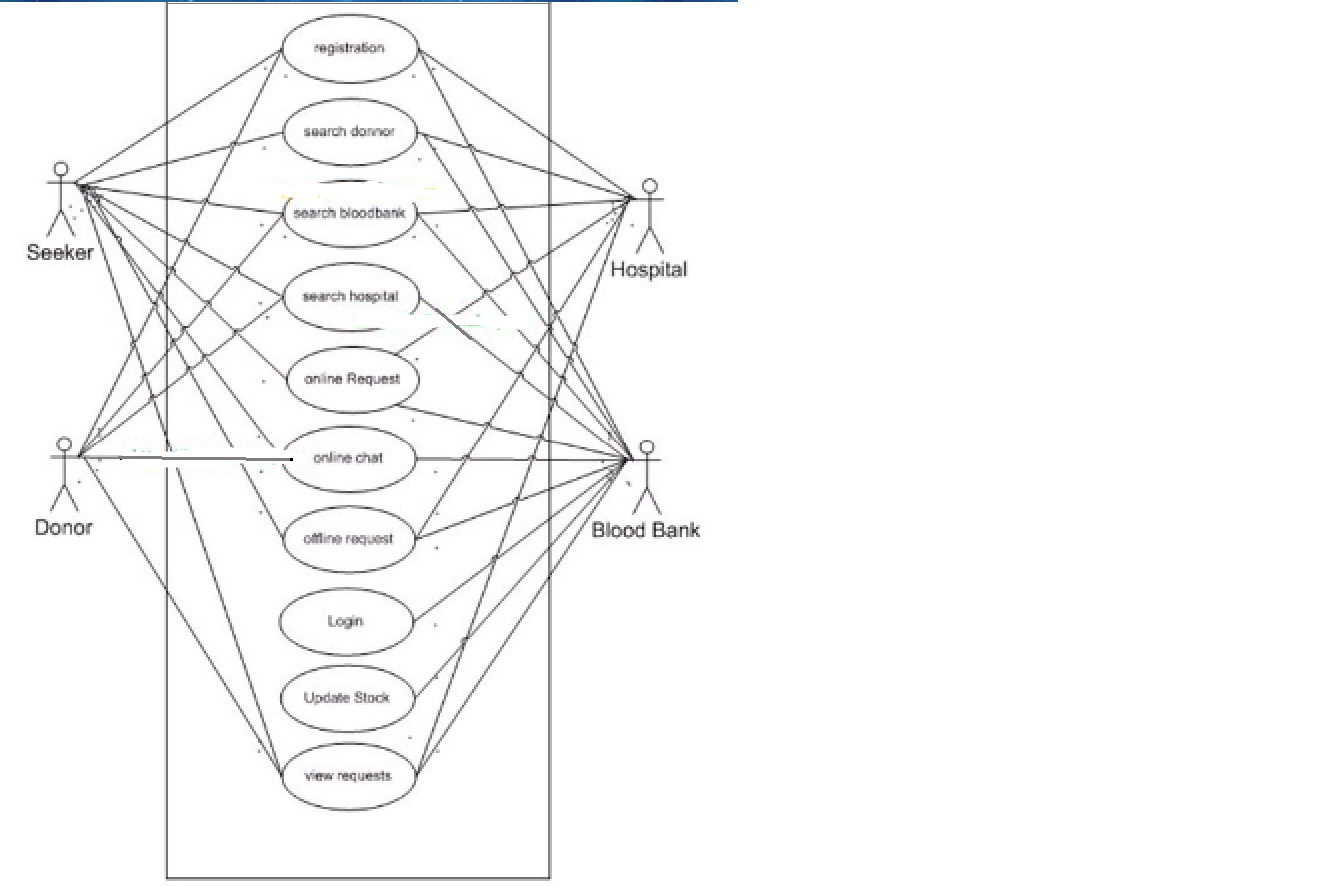 registration
search donnor
search bloodbank
search hospital
online Request
online chat
offline request
Login
Update Stock
view requests
Seeker
Donor
Hospital
Blood Bank